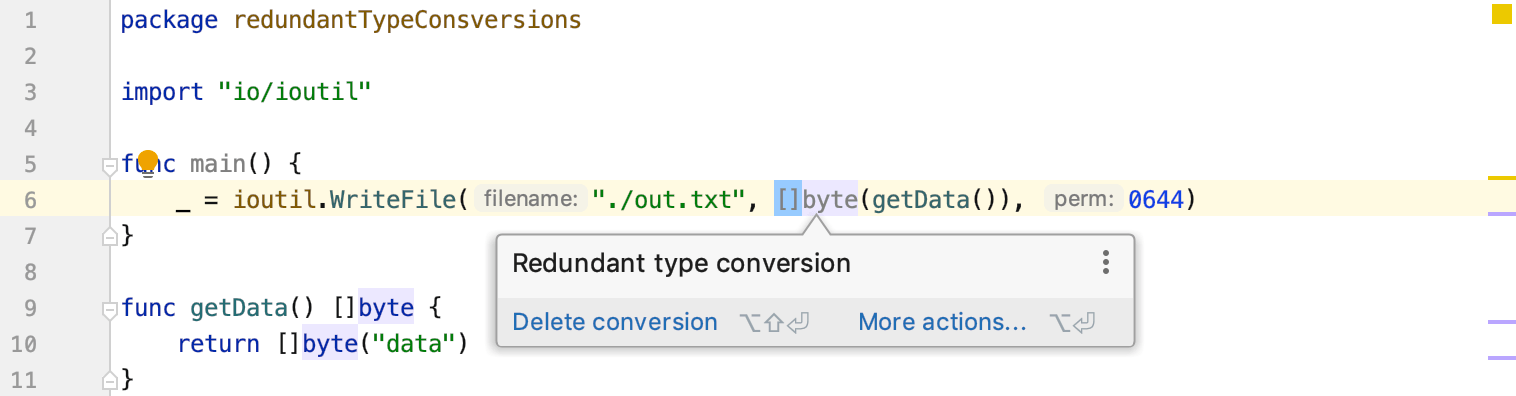 1 package redundantTypeConsversions
2
3 import "io/ioutil"
4
5 func main() {
6 _ = ioutil.WriteFile( filename: "./out.txt", []byte(getData()), perm: 0644)
7 }
8
Redundant type conversion
Delete conversion ⌥⇧⏎ More actions... ⌥⏎
9 func getData() []byte {
10 return []byte("data")
11 }